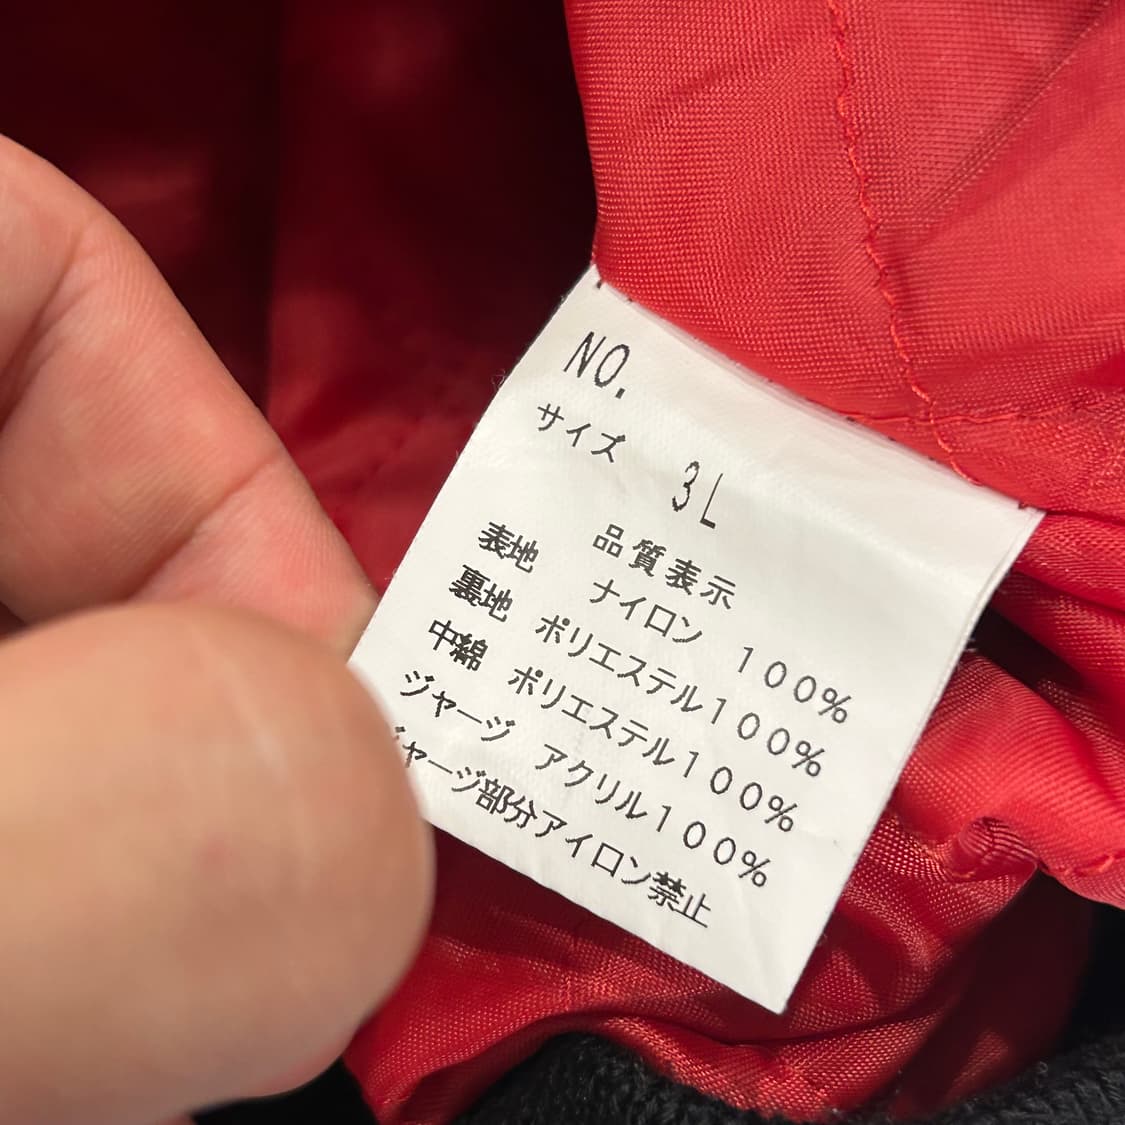 NO.
サイズ 3L
品質表示
表地 ナイロン 100%
裏地 ポリエステル100%
中綿 ポリエステル100%
ジャージ アクリル100%
ジャージ部分アイロン禁止